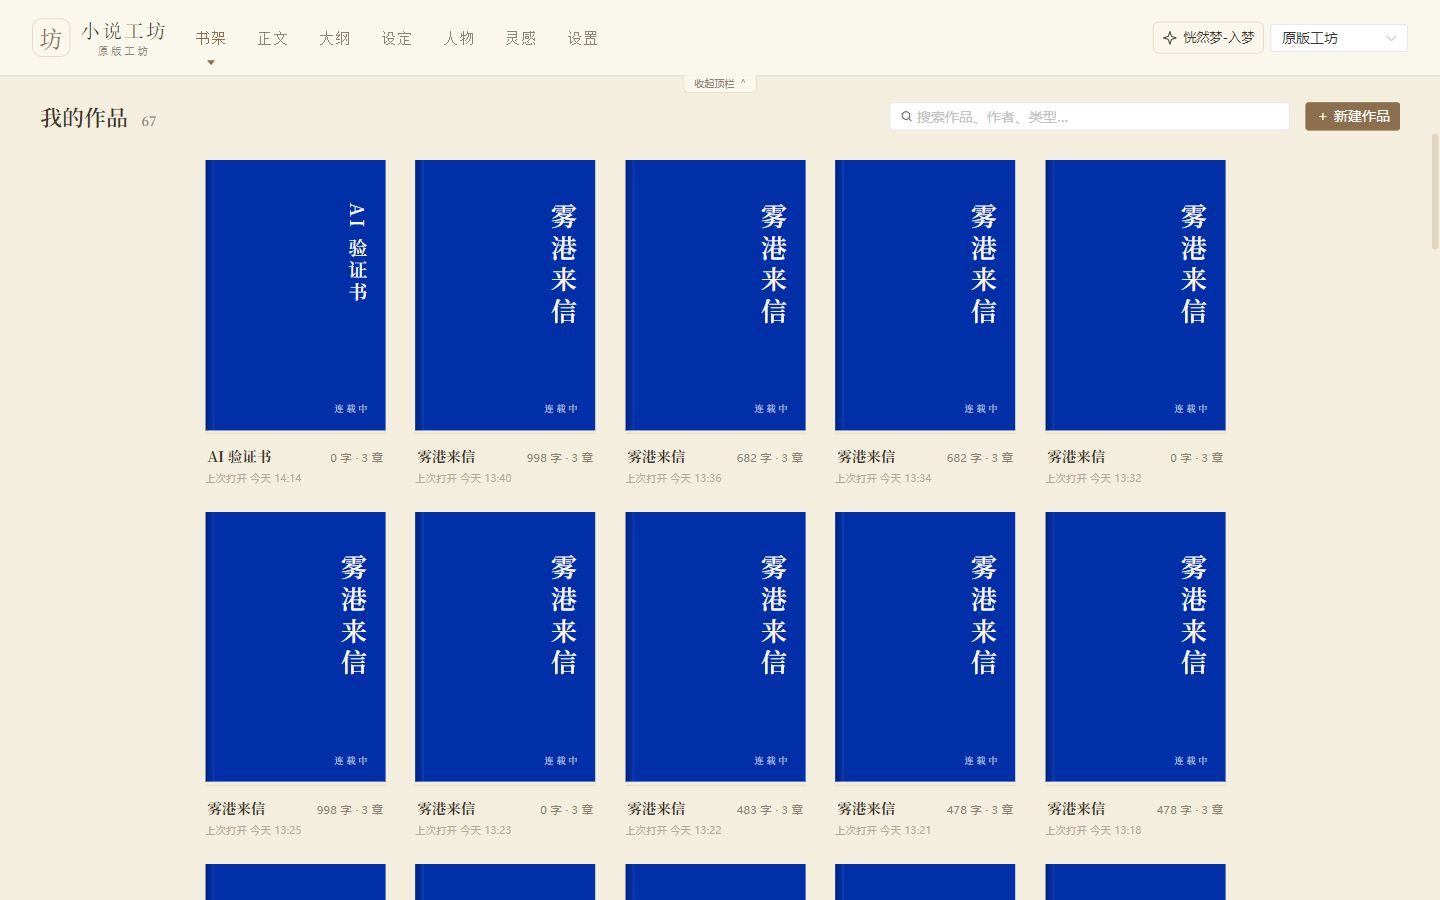 坊
小说工坊
原版工坊
书架 正文 大纲 设定 人物 灵感 设置
恍然梦-入梦
原版工坊
收起顶栏 ^
我的作品 67
搜索作品、作者、类型...
+ 新建作品
AI 验证书
连载中
雾港来信
连载中
雾港来信
连载中
雾港来信
连载中
雾港来信
连载中
AI 验证书 0 字 · 3 章
上次打开 今天 14:14
雾港来信 998 字 · 3 章
上次打开 今天 13:40
雾港来信 682 字 · 3 章
上次打开 今天 13:36
雾港来信 682 字 · 3 章
上次打开 今天 13:34
雾港来信 0 字 · 3 章
上次打开 今天 13:32
雾港来信
连载中
雾港来信
连载中
雾港来信
连载中
雾港来信
连载中
雾港来信
连载中
雾港来信 998 字 · 3 章
上次打开 今天 13:25
雾港来信 0 字 · 3 章
上次打开 今天 13:23
雾港来信 483 字 · 3 章
上次打开 今天 13:22
雾港来信 478 字 · 3 章
上次打开 今天 13:21
雾港来信 478 字 · 3 章
上次打开 今天 13:18